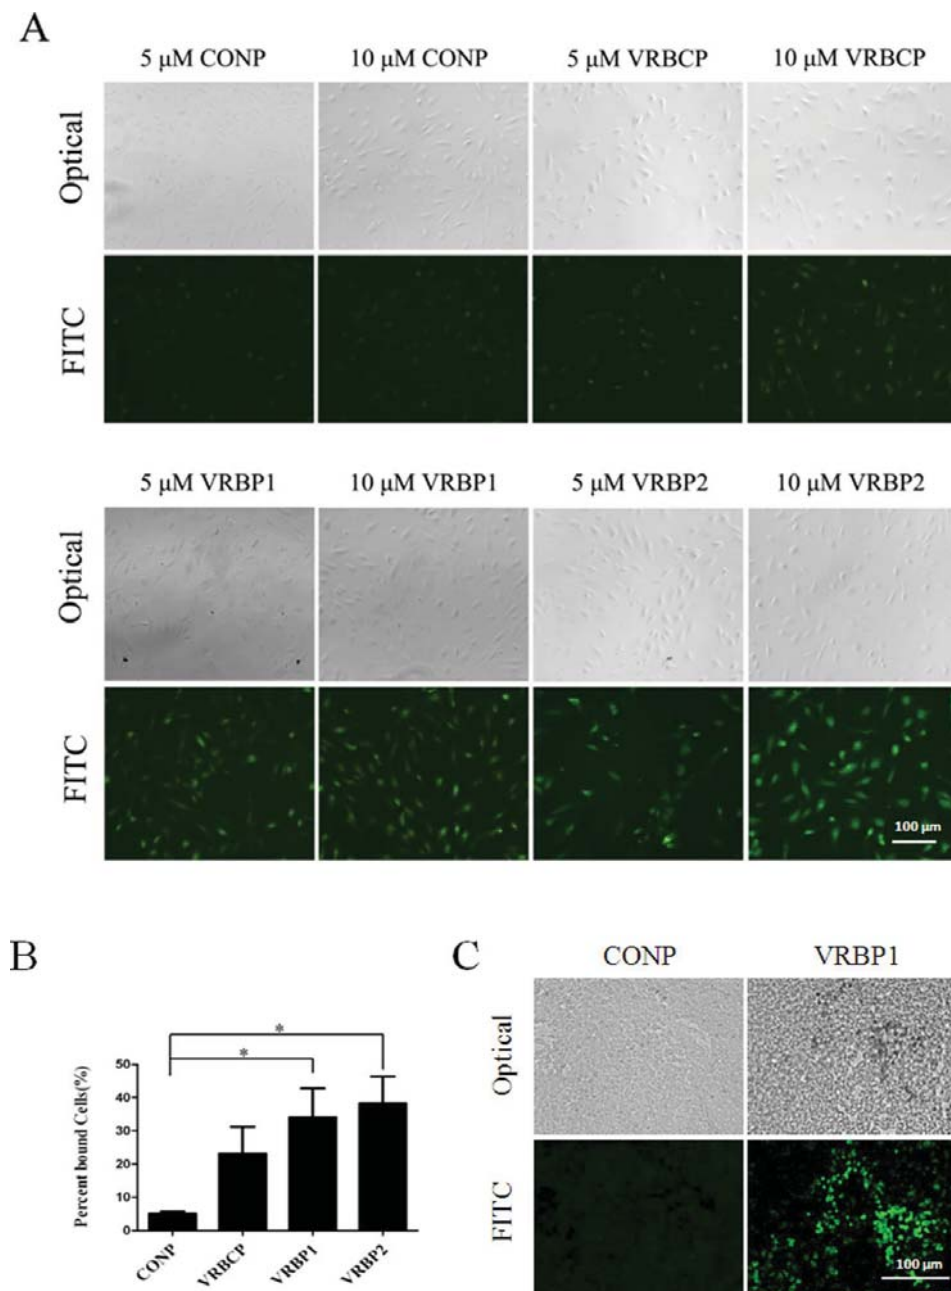 A
5 µM CONP 10 µM CONP 5 µM VRBCP 10 µM VRBCP
Optical
FITC
5 µM VRBP1 10 µM VRBP1 5 µM VRBP2 10 µM VRBP2
Optical
FITC
100 µm
B
*
*
Percent bound Cells(%)
50
40
30
20
10
0
CONP VRBCP VRBP1 VRBP2
C
CONP VRBP1
Optical
FITC
100 µm